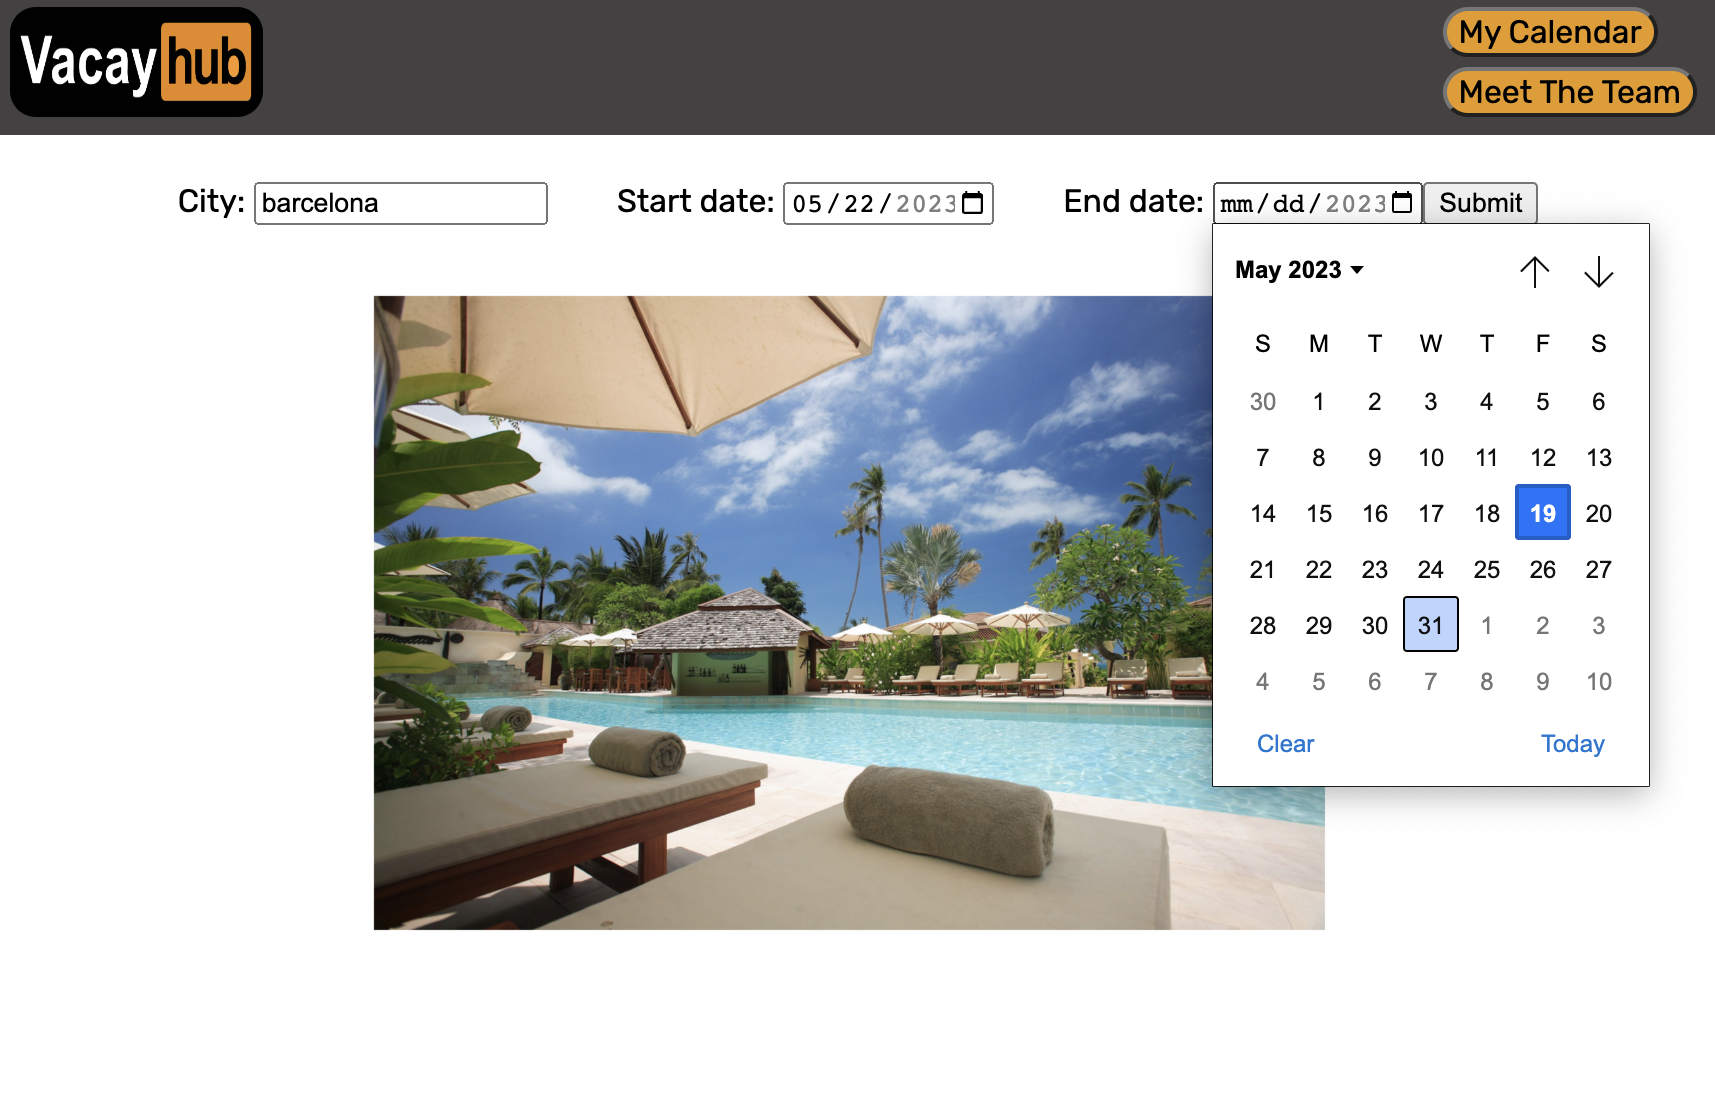 Vacay hub
My Calendar
Meet The Team
City: barcelona Start date: 05/22/2023 End date: mm/dd/2023 Submit
May 2023
S M T W T F S
30 1 2 3 4 5 6
7 8 9 10 11 12 13
14 15 16 17 18 19 20
21 22 23 24 25 26 27
28 29 30 31 1 2 3
4 5 6 7 8 9 10
Clear Today